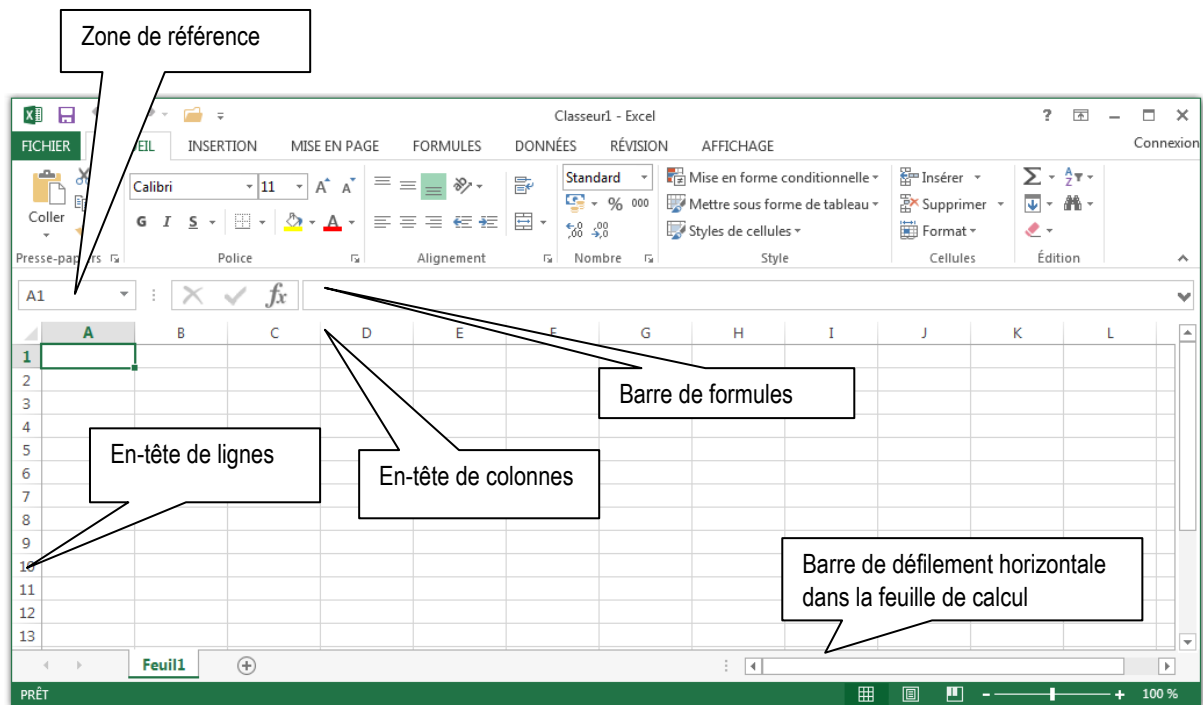 Zone de référence
Classeur1 - Excel
?
FICHIER EIL INSERTION MISE EN PAGE FORMULES DONNÉES RÉVISION AFFICHAGE Connexion
Calibri 11 A A Standard Mise en forme conditionnelle Insérer Σ A Z
Coller G I S A % 000 Mettre sous forme de tableau Supprimer
,00 ,0 ,00 Styles de cellules Format
Police Alignement Nombre Style Cellules Édition
A1 fx
A B C D E G H I J K L
1
2
3
Barre de formules
4
5
En-tête de lignes
En-tête de colonnes
6
7
8
9
10
Barre de défilement horizontale
dans la feuille de calcul
11
12
13
Feuil1
PRÊT 100 %